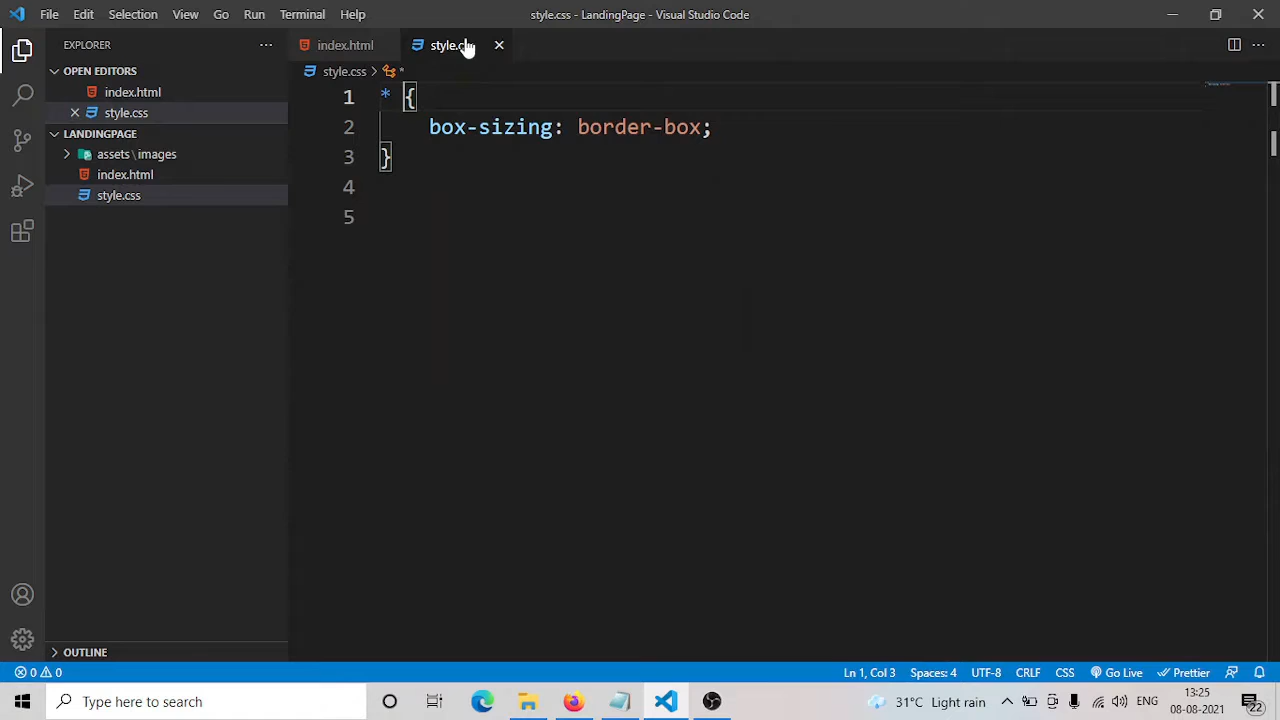 File Edit Selection View Go Run Terminal Help
style.css - LandingPage - Visual Studio Code
EXPLORER
index.html
OPEN EDITORS
index.html
style.css
LANDINGPAGE
assets\images
index.html
style.css
OUTLINE
style.css > *
1 * {
2 box-sizing: border-box;
3 }
4
5
0 0
Ln 1, Col 3
Spaces: 4
UTF-8
CRLF
CSS
Go Live
Prettier
Type here to search
31°C Light rain
ENG
13:25
08-08-2021
22